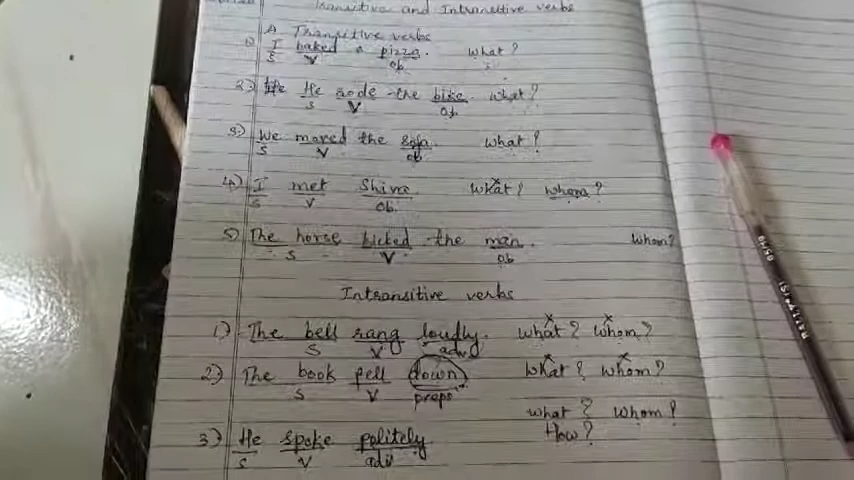 Transitive and Intransitive verbs
A Transitive verbs
1) I baked a pizza. what?
S V ob
2) He rode the bike what?
S V ob
3) We moved the sofa. what?
S V ob
4) I met Shiva what? whom?
S V ob.
5) The horse kicked the man. whom?
S V ob
Intransitive verbs
1) The bell rang loudly. what? whom?
S V adv
2) The book fell down. what? whom?
S V prepo
what? whom?
3) He spoke politely. How?
S V adv